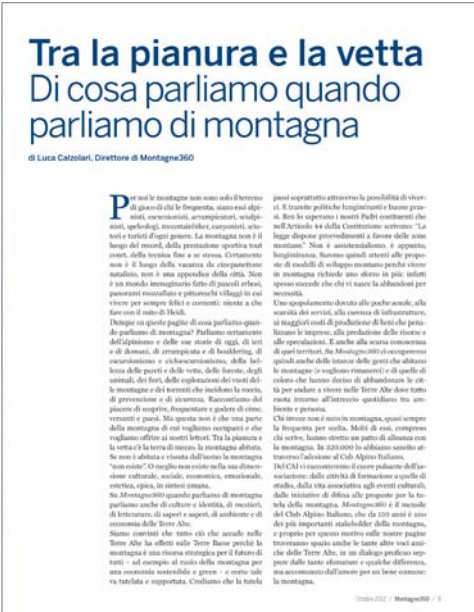 Tra la pianura e la vetta
Di cosa parliamo quando
parliamo di montagna
di Luca Calzolari, Direttore di Montagne360
Per noi le montagne non sono solo il terreno
di gioco di chi le frequenta, siano essi alpi-
nisti, escursionisti, arrampicatori, scialpi-
nisti, speleologi, mountainbiker, canyonisti, scia-
tori e turisti d'ogni genere. La montagna non è il
luogo del record, della prestazione sportiva tout
court, della tecnica fine a se stessa. Certamente
non è il luogo della vacanza da cinepanettone
natalizio, non è una appendice della città. Non
è un mondo immaginario fatto di pascoli erbosi,
panorami mozzafiato e pittoreschi villaggi in cui
vivere per sempre felici e contenti: niente a che
fare con il mito di Heidi.
Dunque su queste pagine di cosa parliamo quan-
do parliamo di montagna? Parliamo certamente
dell'alpinismo e delle sue storie di oggi, di ieri
e di domani, di arrampicata e di bouldering, di
escursionismo e cicloescursionismo, della bel-
lezza delle pareti e delle vette, delle foreste, degli
animali, dei fiori, delle esplorazioni dei vuoti del-
le montagne e dei torrenti che incidono la roccia,
di prevenzione e di sicurezza. Raccontiamo del
piacere di scoprire, frequentare e godere di cime,
versanti e paesi. Ma questa non è che una parte
della montagna di cui vogliamo occuparci e che
vogliamo offrire ai nostri lettori. Tra la pianura e
la vetta c'è la terra di mezzo, la montagna abitata.
Se non è abitata e vissuta dall'uomo la montagna
"non esiste". O meglio non esiste nella sua dimen-
sione culturale, sociale, economica, emozionale,
estetica, epica, in sintesi umana.
Su Montagne360 quando parliamo di montagna
parliamo anche di culture e identità, di mestieri,
di letterature, di saperi e sapori, di ambiente e di
economia delle Terre Alte.
Siamo convinti che tutto ciò che accade nelle
Terre Alte ha effetti sulle Terre Basse perché la
montagna è una risorsa strategica per il futuro di
tutti – ad esempio al ruolo della montagna per
una economia sostenibile e green - e come tale
va tutelata e supportata. Crediamo che la tutela
passi soprattutto attraverso la possibilità di viver-
ci. E tramite politiche lungimiranti e buone pras-
si. Ben lo sapevano i nostri Padri costituenti che
nell'Articolo 44 della Costituzione scrivono: "La
legge dispone provvedimenti a favore delle zone
montane." Non è assistenzialismo, è appunto,
lungimiranza. Saremo quindi attenti alle propo-
ste di modelli di sviluppo montano perché vivere
in montagna richiede uno sforzo in più: infatti
spesso succede che chi vi nasce la abbandoni per
necessità.
Uno spopolamento dovuto alle poche scuole, alla
scarsità dei servizi, alla carenza di infrastrutture,
ai maggiori costi di produzione di beni che pena-
lizzano le imprese, alla predazione delle risorse e
alle speculazioni. E anche alla scarsa conoscenza
di quei territori. Su Montagne360 ci occuperemo
quindi anche delle istanze delle genti che abitano
le montagne (e vogliono rimanerci) e di quelle di
coloro che hanno deciso di abbandonare le cit-
tà per andare a vivere nelle Terre Alte dove tutto
ruota intorno all'intreccio quotidiano tra am-
biente e persona.
Chi invece non è nato in montagna, quasi sempre
la frequenta per scelta. Molti di essi, compreso
chi scrive, hanno stretto un patto di alleanza con
la montagna. In 320.000 lo abbiamo sancito at-
traverso l'adesione al Club Alpino Italiano.
Del CAI vi racconteremo il cuore pulsante dell'as-
sociazione: dalle attività di formazione a quelle di
studio, dalla vita associativa agli eventi culturali,
dalle iniziative di difesa alle proposte per la tu-
tela della montagna. Montagne360 è il mensile
del Club Alpino Italiano, che da 150 anni è uno
dei più importanti stakeholder della montagna,
e proprio per questo motivo sulle nostre pagine
troveranno spazio anche le tante altre voci ami-
che delle Terre Alte, in un dialogo proficuo sep-
pure dalle tante sfumature e qualche differenza,
ma accomunato dall'amore per un bene comune:
la montagna.
Ottobre 2012 / Montagne360 / 5